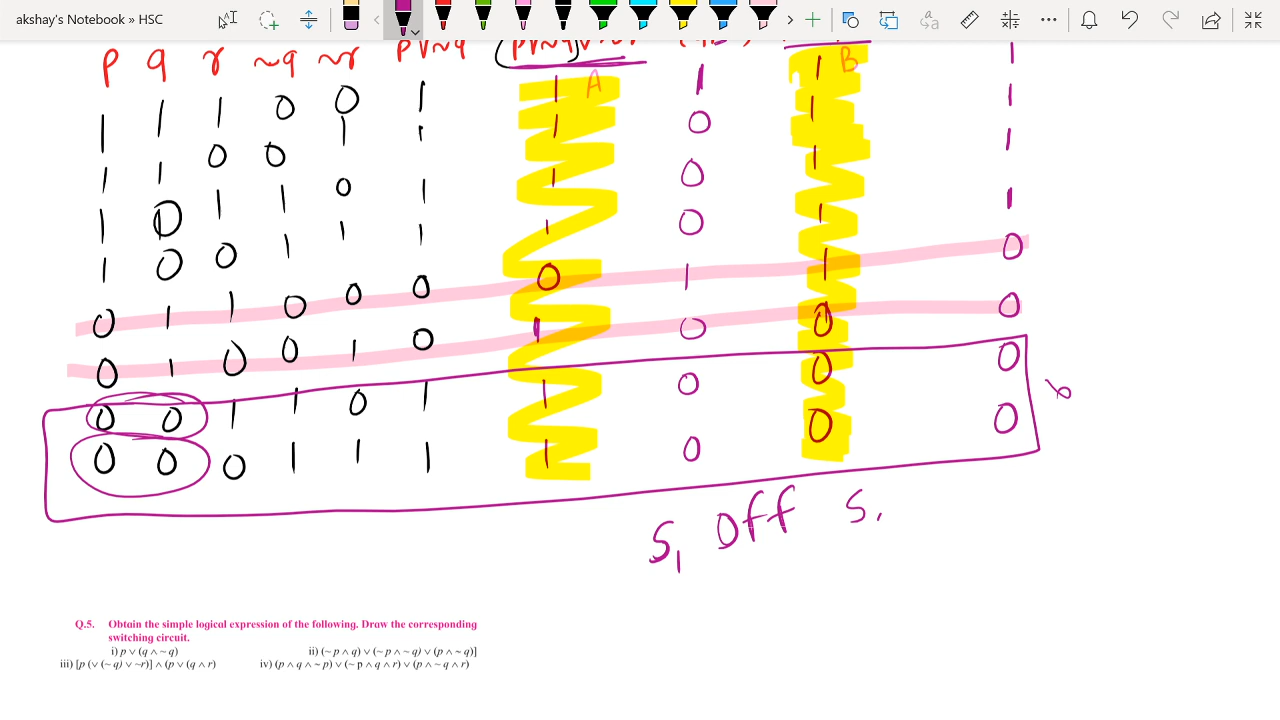 akshay's Notebook » HSC
p q r ~q ~r p∨~q
1 1 1 0 0 1 1 A 1 1 B 1
1 1 0 0 1 1 1 0 1 1
1 0 1 1 0 1 1 0 1 1
1 0 0 1 1 1 1 0 1 1
0 1 1 0 0 0 0 1 1 0
0 1 0 0 1 0 1 0 0 0
0 0 1 1 0 1 1 0 0 0
0 0 0 1 1 1 1 0 0 0
S₁ Off S₁
Q.5. Obtain the simple logical expression of the following. Draw the corresponding
switching circuit.
i) p ∨ (q ∧ ~ q) ii) (~ p ∧ q) ∨ (~ p ∧ ~ q) ∨ (p ∧ ~ q)]
iii) [p (∨ (~ q) ∨ ~r)] ∧ (p ∨ (q ∧ r) iv) (p ∧ q ∧ ~ p) ∨ (~ p ∧ q ∧ r) ∨ (p ∧ ~ q ∧ r)